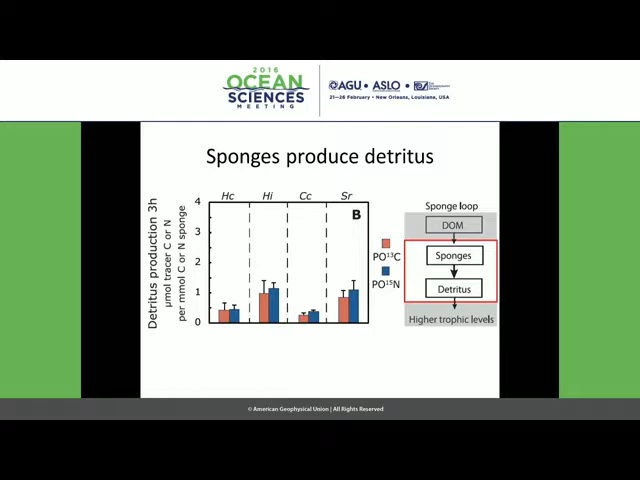 2016
OCEAN
SCIENCES
MEETING
AGU • ASLO •
21–26 February • New Orleans, Louisiana, USA
Sponges produce detritus
Detritus production 3h
µmol tracer C or N
per mmol C or N sponge
Hc Hi Cc Sr
4
3
2
1
0
B
PO¹³C
PO¹⁵N
Sponge loop
DOM
Sponges
Detritus
Higher trophic levels
© American Geophysical Union | All Rights Reserved